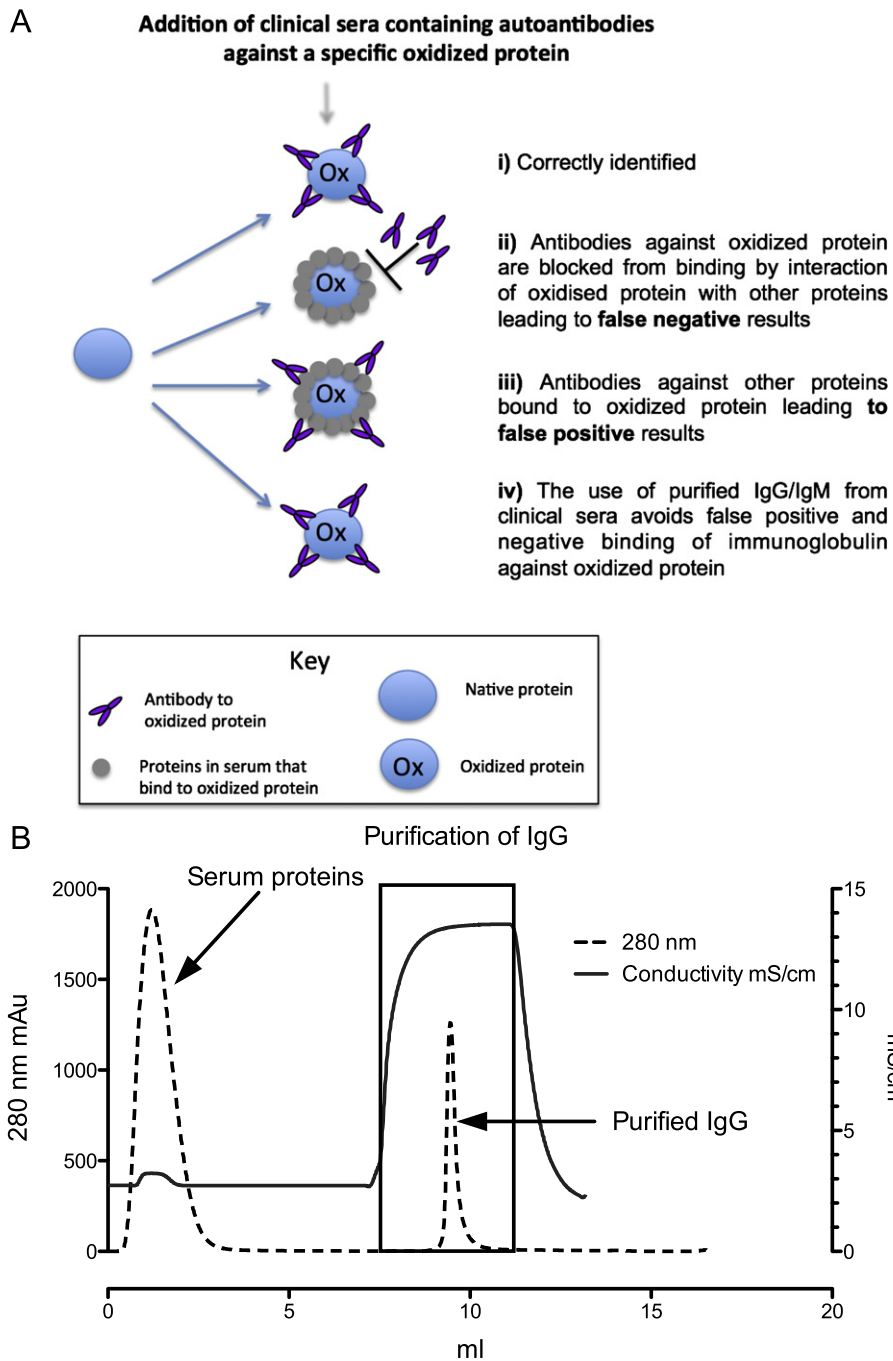 A
Addition of clinical sera containing autoantibodies
against a specific oxidized protein
Ox
i) Correctly identified
Ox
ii) Antibodies against oxidized protein
are blocked from binding by interaction
of oxidised protein with other proteins
leading to false negative results
Ox
iii) Antibodies against other proteins
bound to oxidized protein leading to
false positive results
Ox
iv) The use of purified IgG/IgM from
clinical sera avoids false positive and
negative binding of immunoglobulin
against oxidized protein
Key
Antibody to
oxidized protein
Native protein
Proteins in serum that
bind to oxidized protein
Ox
Oxidized protein
B
Purification of IgG
Serum proteins
280 nm
Conductivity mS/cm
Purified IgG
280 nm mAu
2000
1500
1000
500
0
15
10
5
0
0
5
10
15
20
ml